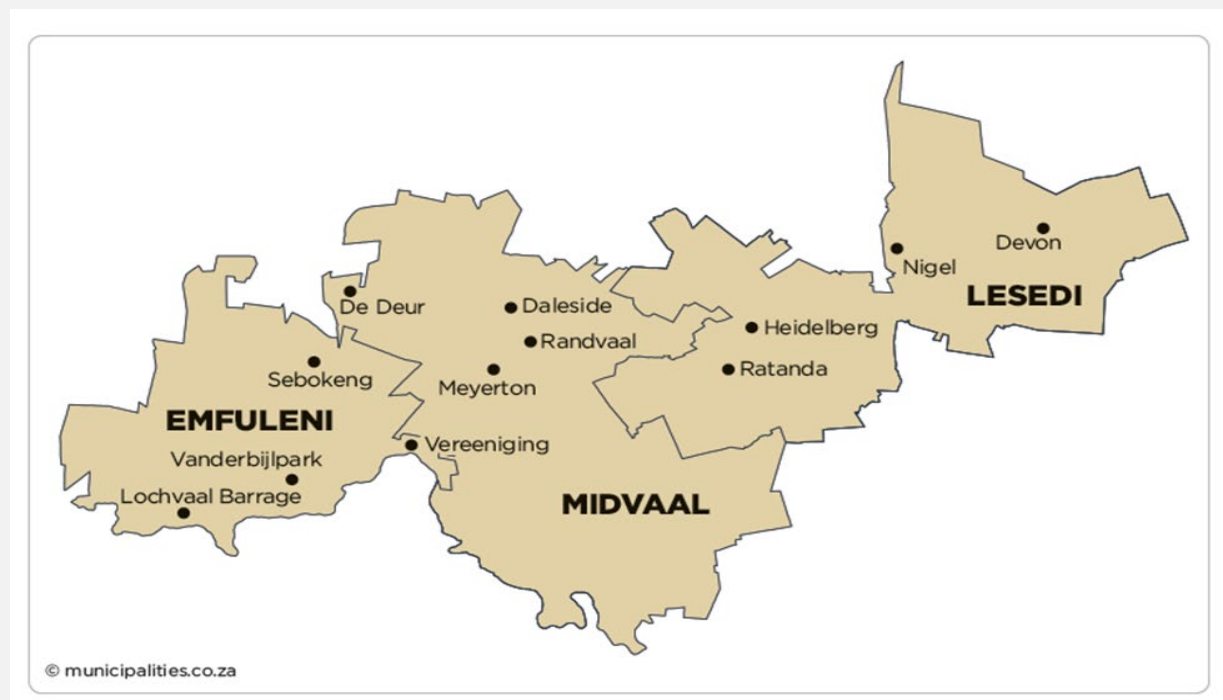 Devon
Nigel
LESEDI
De Deur
Daleside
Heidelberg
Randvaal
Ratanda
Sebokeng
Meyerton
EMFULENI
Vereeniging
Vanderbijlpark
Lochvaal Barrage
MIDVAAL
© municipalities.co.za